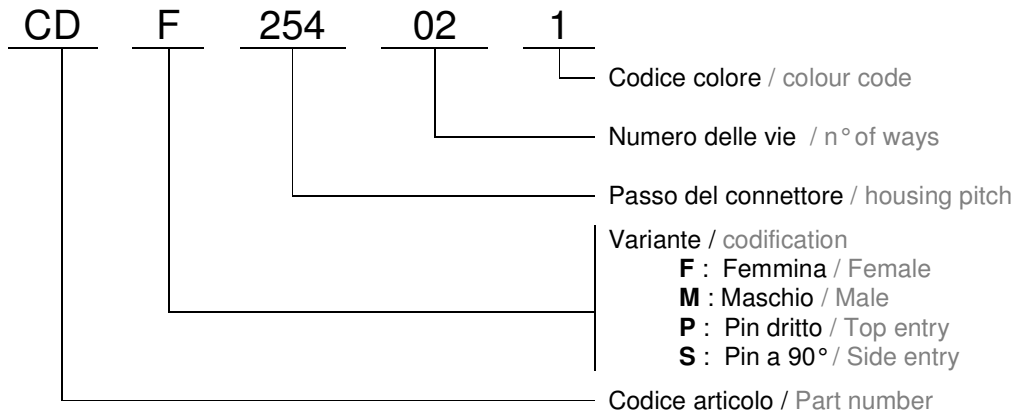 CD F 254 02 1
Codice colore / colour code
Numero delle vie / n° of ways
Passo del connettore / housing pitch
Variante / codification
F : Femmina / Female
M : Maschio / Male
P : Pin dritto / Top entry
S : Pin a 90° / Side entry
Codice articolo / Part number